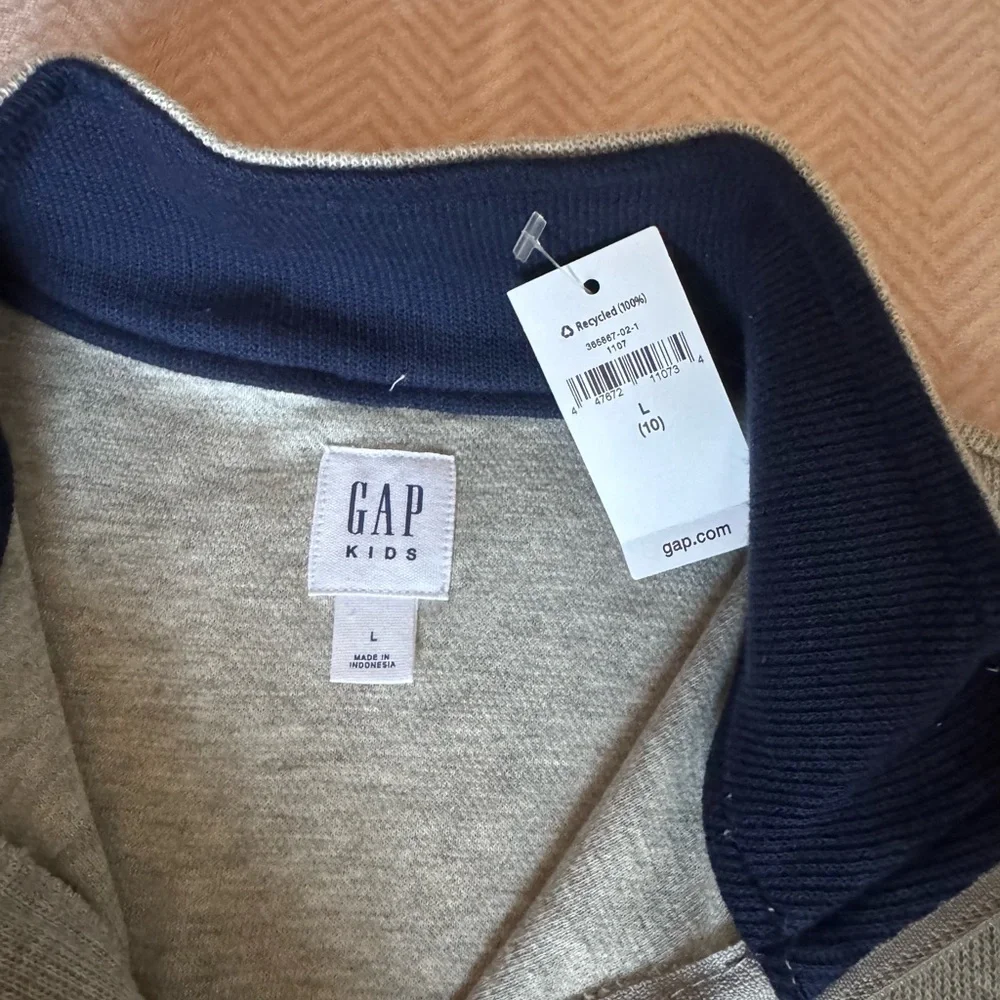 Recycled (100%)
365867-02-1
1107
4 47672 11073 4
L
(10)
gap.com
GAP
KIDS
L
MADE IN
INDONESIA